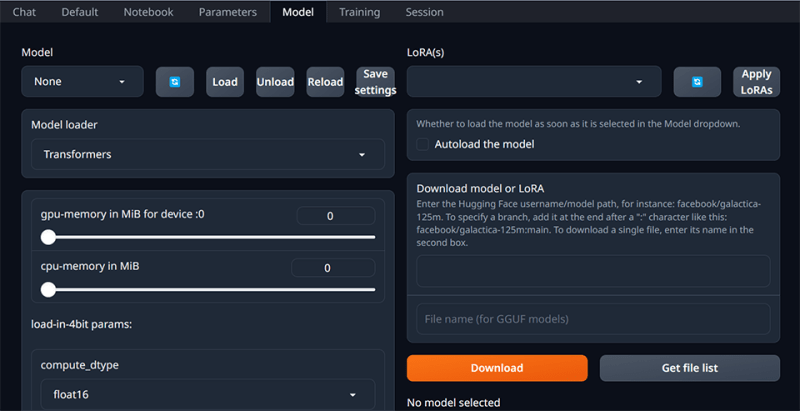 Chat Default Notebook Parameters Model Training Session
Model
None
Load
Unload
Reload
Save
settings
LoRA(s)
Apply
LoRAs
Model loader
Transformers
Whether to load the model as soon as it is selected in the Model dropdown.
Autoload the model
gpu-memory in MiB for device :0
0
cpu-memory in MiB
0
load-in-4bit params:
compute_dtype
float16
Download model or LoRA
Enter the Hugging Face username/model path, for instance: facebook/galactica-
125m. To specify a branch, add it at the end after a ":" character like this:
facebook/galactica-125m:main. To download a single file, enter its name in the
second box.
File name (for GGUF models)
Download
Get file list
No model selected